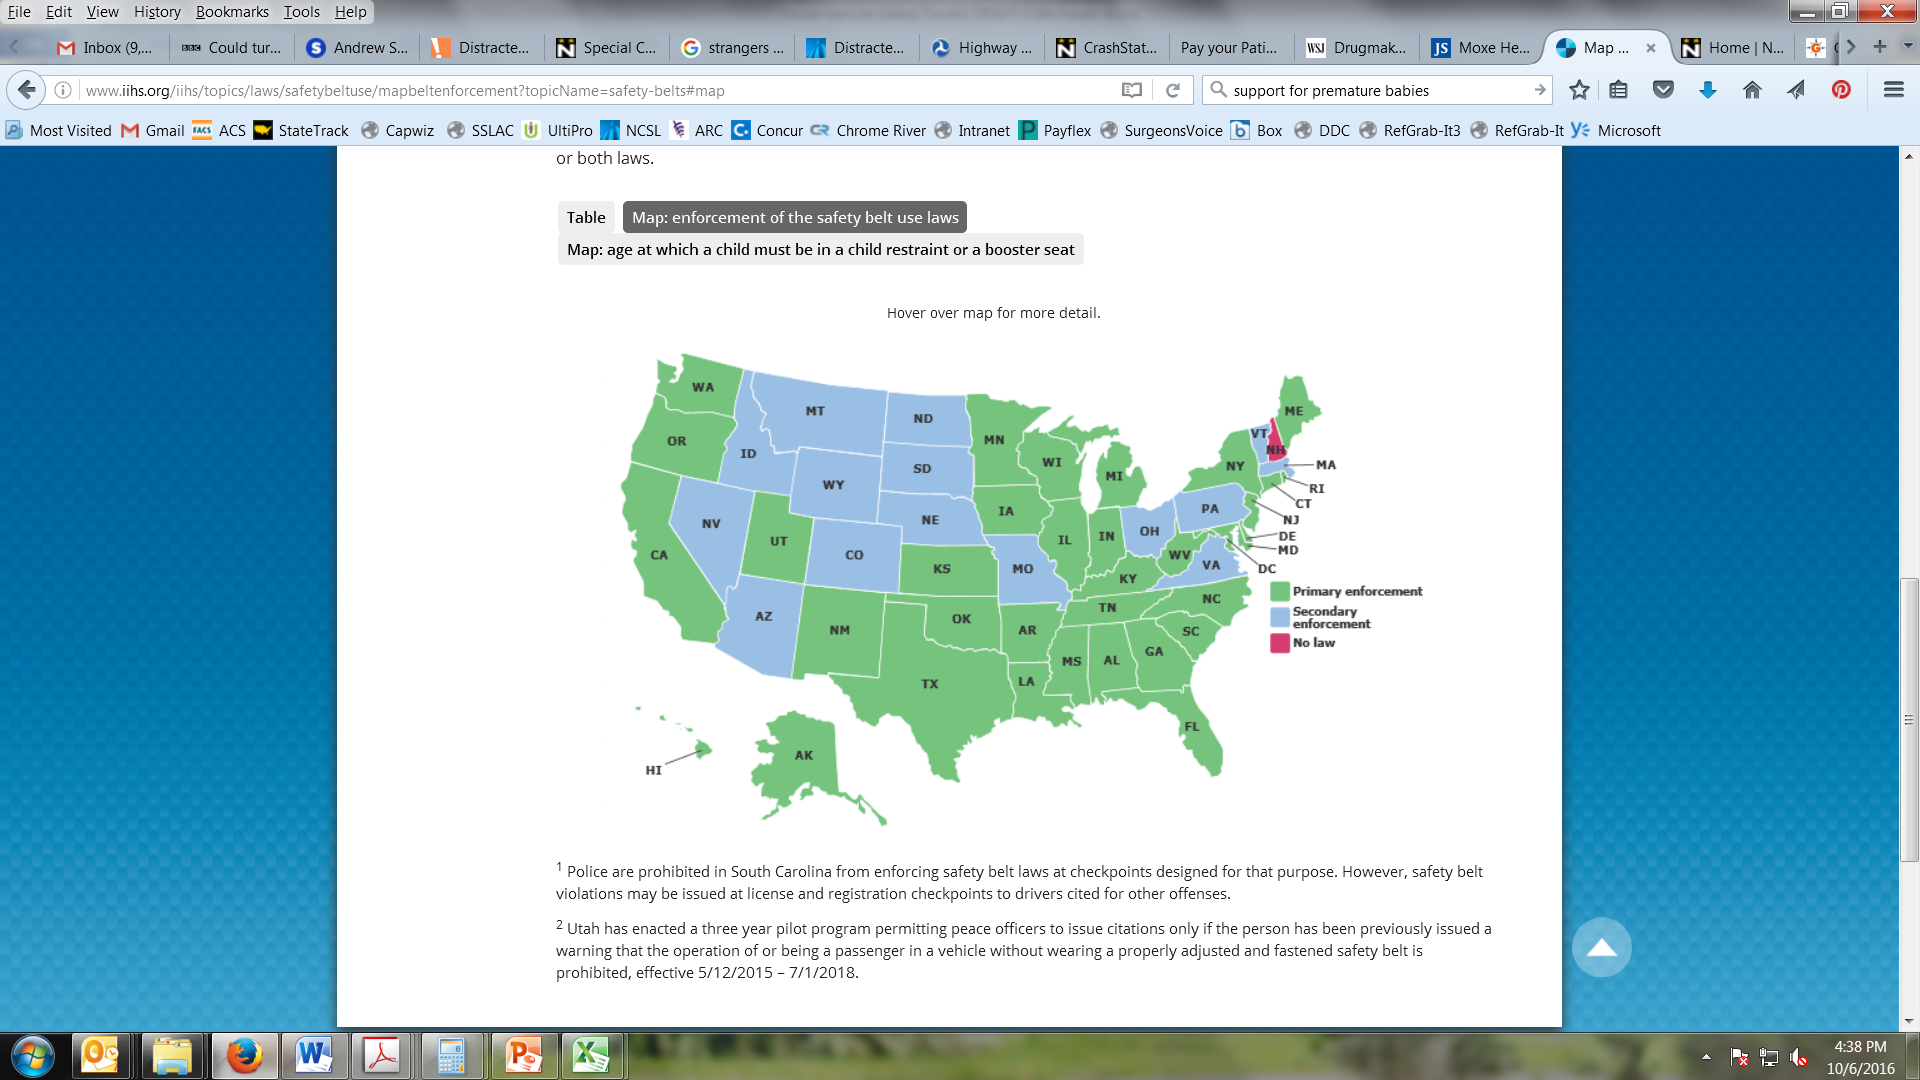 File Edit View History Bookmarks Tools Help
Inbox (9,... Could tur... Andrew S... Distracte... Special C... strangers ... Distracte... Highway ... CrashStat... Pay your Pati... Drugmak... Moxe He... Map ... Home | N...
www.iihs.org/iihs/topics/laws/safetybeltuse/mapbeltenforcement?topicName=safety-belts#map support for premature babies
Most Visited Gmail ACS StateTrack Capwiz SSLAC UltiPro NCSL ARC Concur Chrome River Intranet Payflex SurgeonsVoice Box DDC RefGrab-It3 RefGrab-It Microsoft
or both laws.
Table Map: enforcement of the safety belt use laws
Map: age at which a child must be in a child restraint or a booster seat
Hover over map for more detail.
WA
MT
ND
ME
MN
VT
OR
NH
ID
WI
SD
NY
MA
MI
WY
RI
CT
PA
IA
NE
NV
NJ
OH
IN
DE
UT
IL
MD
CO
WV
CA
VA
KS
MO
DC
KY
Primary enforcement
NC
TN
Secondary
enforcement
AZ
OK
NM
AR
SC
No law
GA
MS
AL
LA
TX
FL
AK
HI
1 Police are prohibited in South Carolina from enforcing safety belt laws at checkpoints designed for that purpose. However, safety belt
violations may be issued at license and registration checkpoints to drivers cited for other offenses.
2 Utah has enacted a three year pilot program permitting peace officers to issue citations only if the person has been previously issued a
warning that the operation of or being a passenger in a vehicle without wearing a properly adjusted and fastened safety belt is
prohibited, effective 5/12/2015 – 7/1/2018.
4:38 PM
10/6/2016